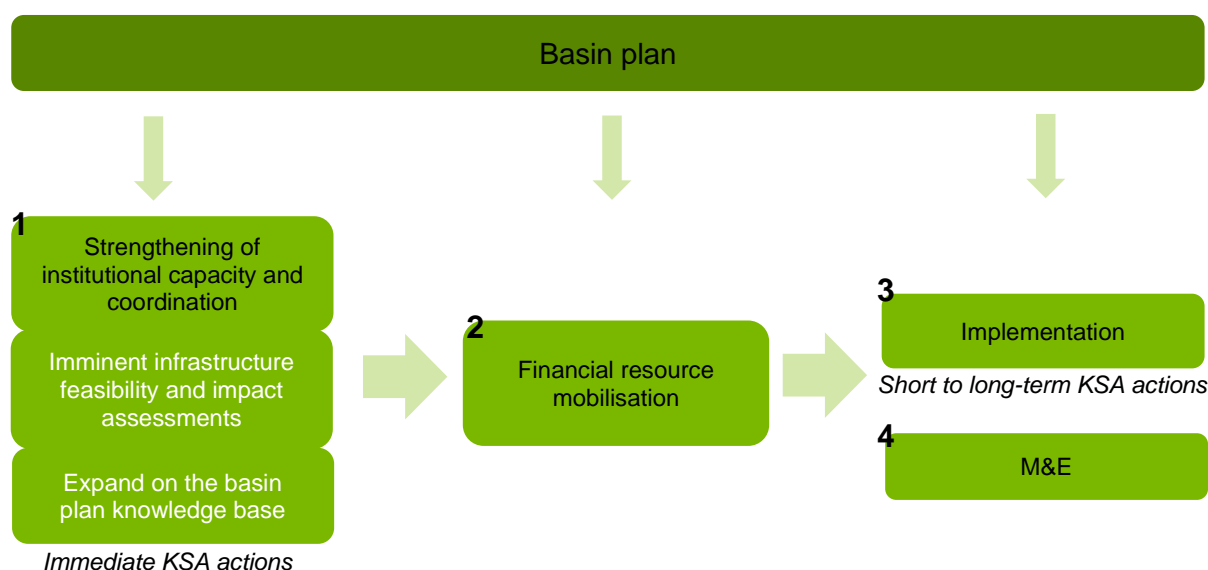 Basin plan
1
Strengthening of
institutional capacity and
coordination
Imminent infrastructure
feasibility and impact
assessments
Expand on the basin
plan knowledge base
Immediate KSA actions
2
Financial resource
mobilisation
3
Implementation
Short to long-term KSA actions
4
M&E